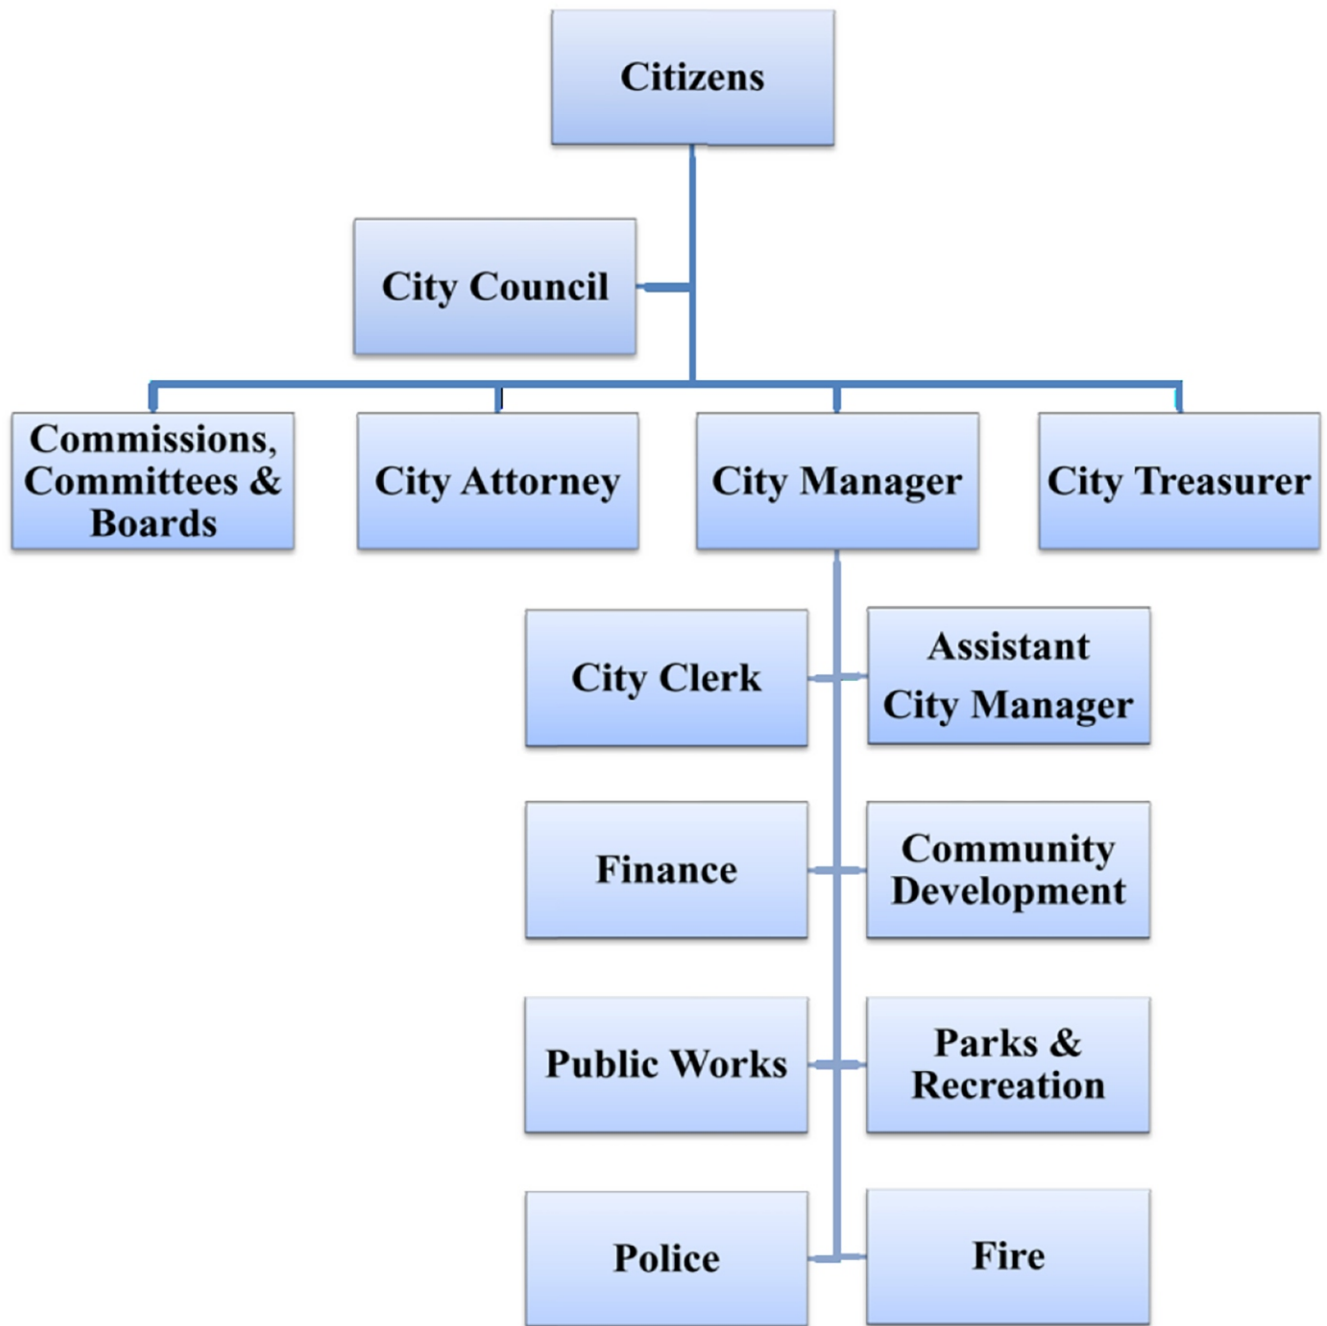 Citizens
City Council
Commissions,
Committees &
Boards
City Attorney
City Manager
City Treasurer
City Clerk
Assistant
City Manager
Finance
Community
Development
Public Works
Parks &
Recreation
Police
Fire